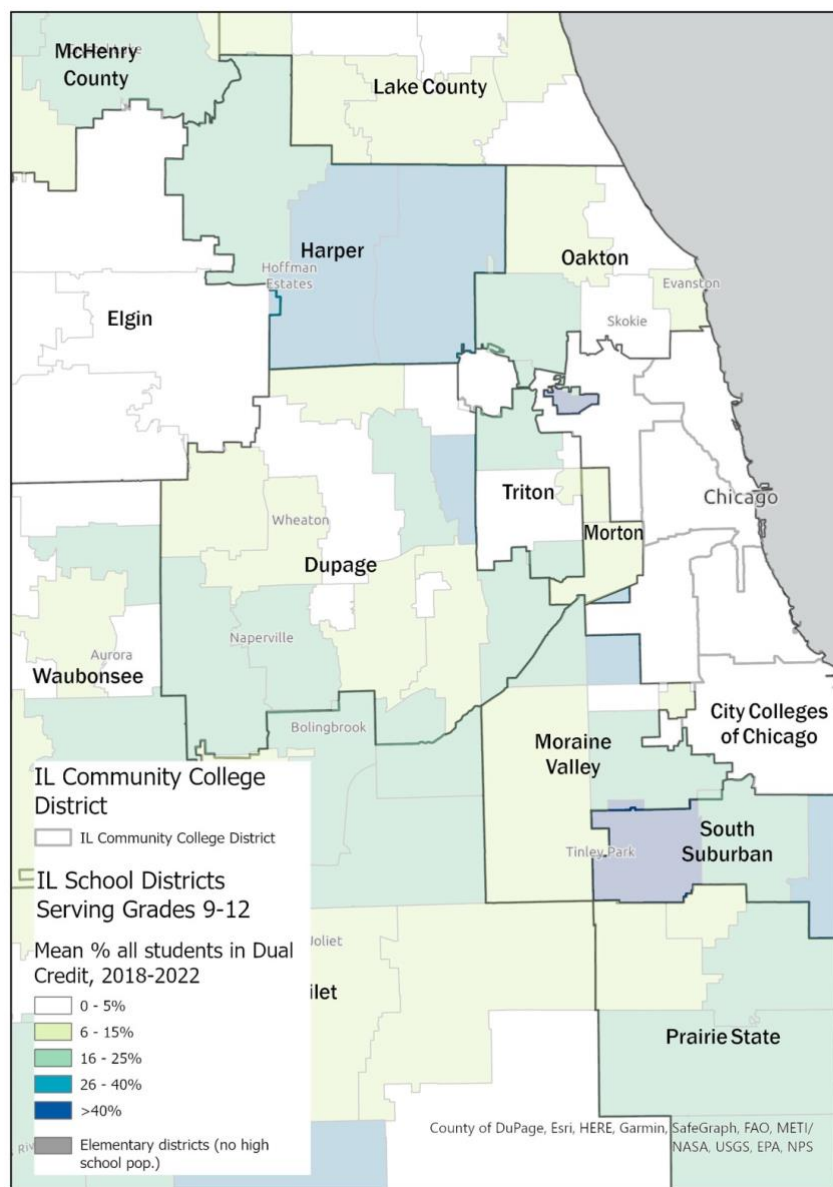 McHenry
County
Lake County
Harper
Hoffman
Estates
Oakton
Evanston
Skokie
Elgin
Triton
Chicago
Morton
Wheaton
Dupage
Naperville
Aurora
Waubonsee
Bolingbrook
City Colleges
of Chicago
Moraine
Valley
Tinley Park
South
Suburban
Joliet
ilet
Prairie State
IL Community College
District
IL Community College District
IL School Districts
Serving Grades 9-12
Mean % all students in Dual
Credit, 2018-2022
0 - 5%
6 - 15%
16 - 25%
26 - 40%
>40%
Elementary districts (no high
school pop.)
County of DuPage, Esri, HERE, Garmin, SafeGraph, FAO, METI/
NASA, USGS, EPA, NPS